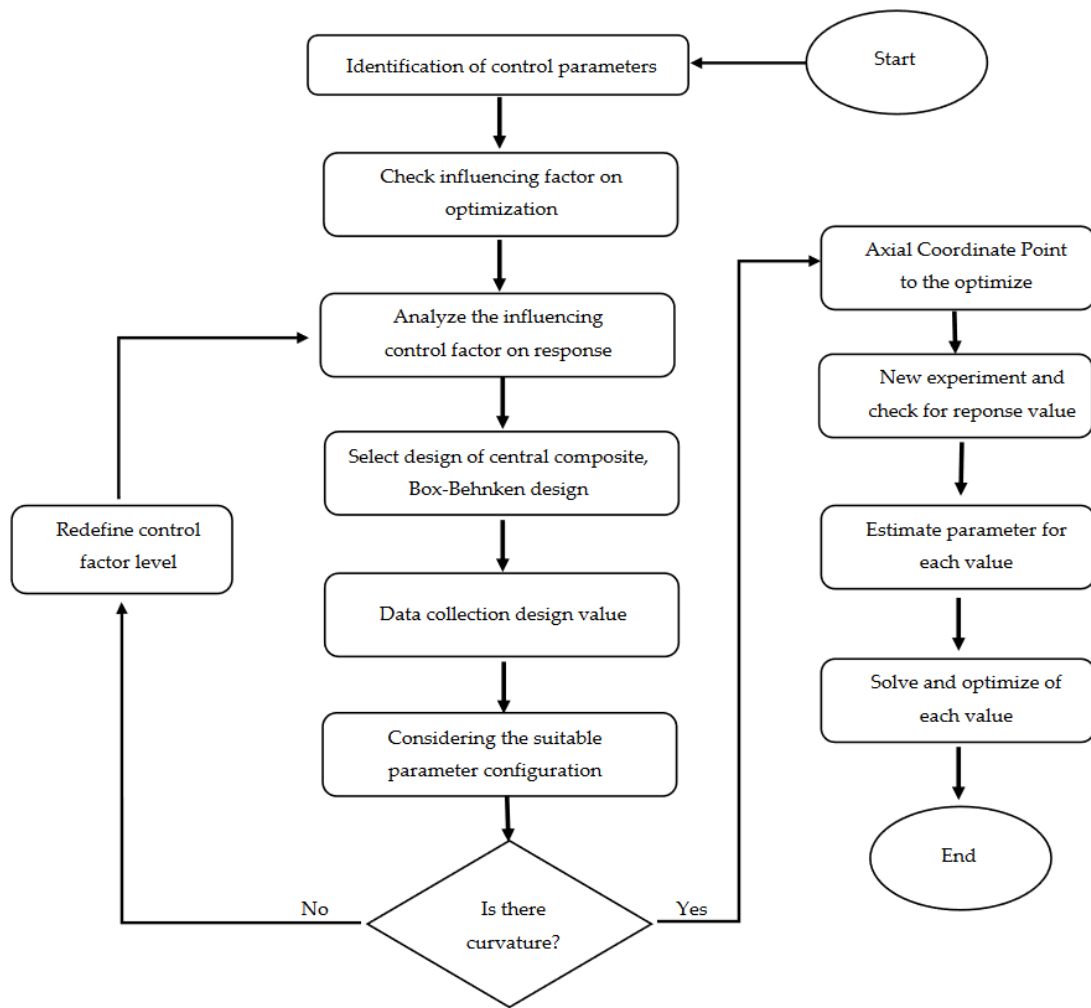 Start
Identification of control parameters
Check influencing factor on
optimization
Analyze the influencing
control factor on response
Select design of central composite,
Box-Behnken design
Data collection design value
Considering the suitable
parameter configuration
Is there
curvature?
No
Yes
Redefine control
factor level
Axial Coordinate Point
to the optimize
New experiment and
check for reponse value
Estimate parameter for
each value
Solve and optimize of
each value
End